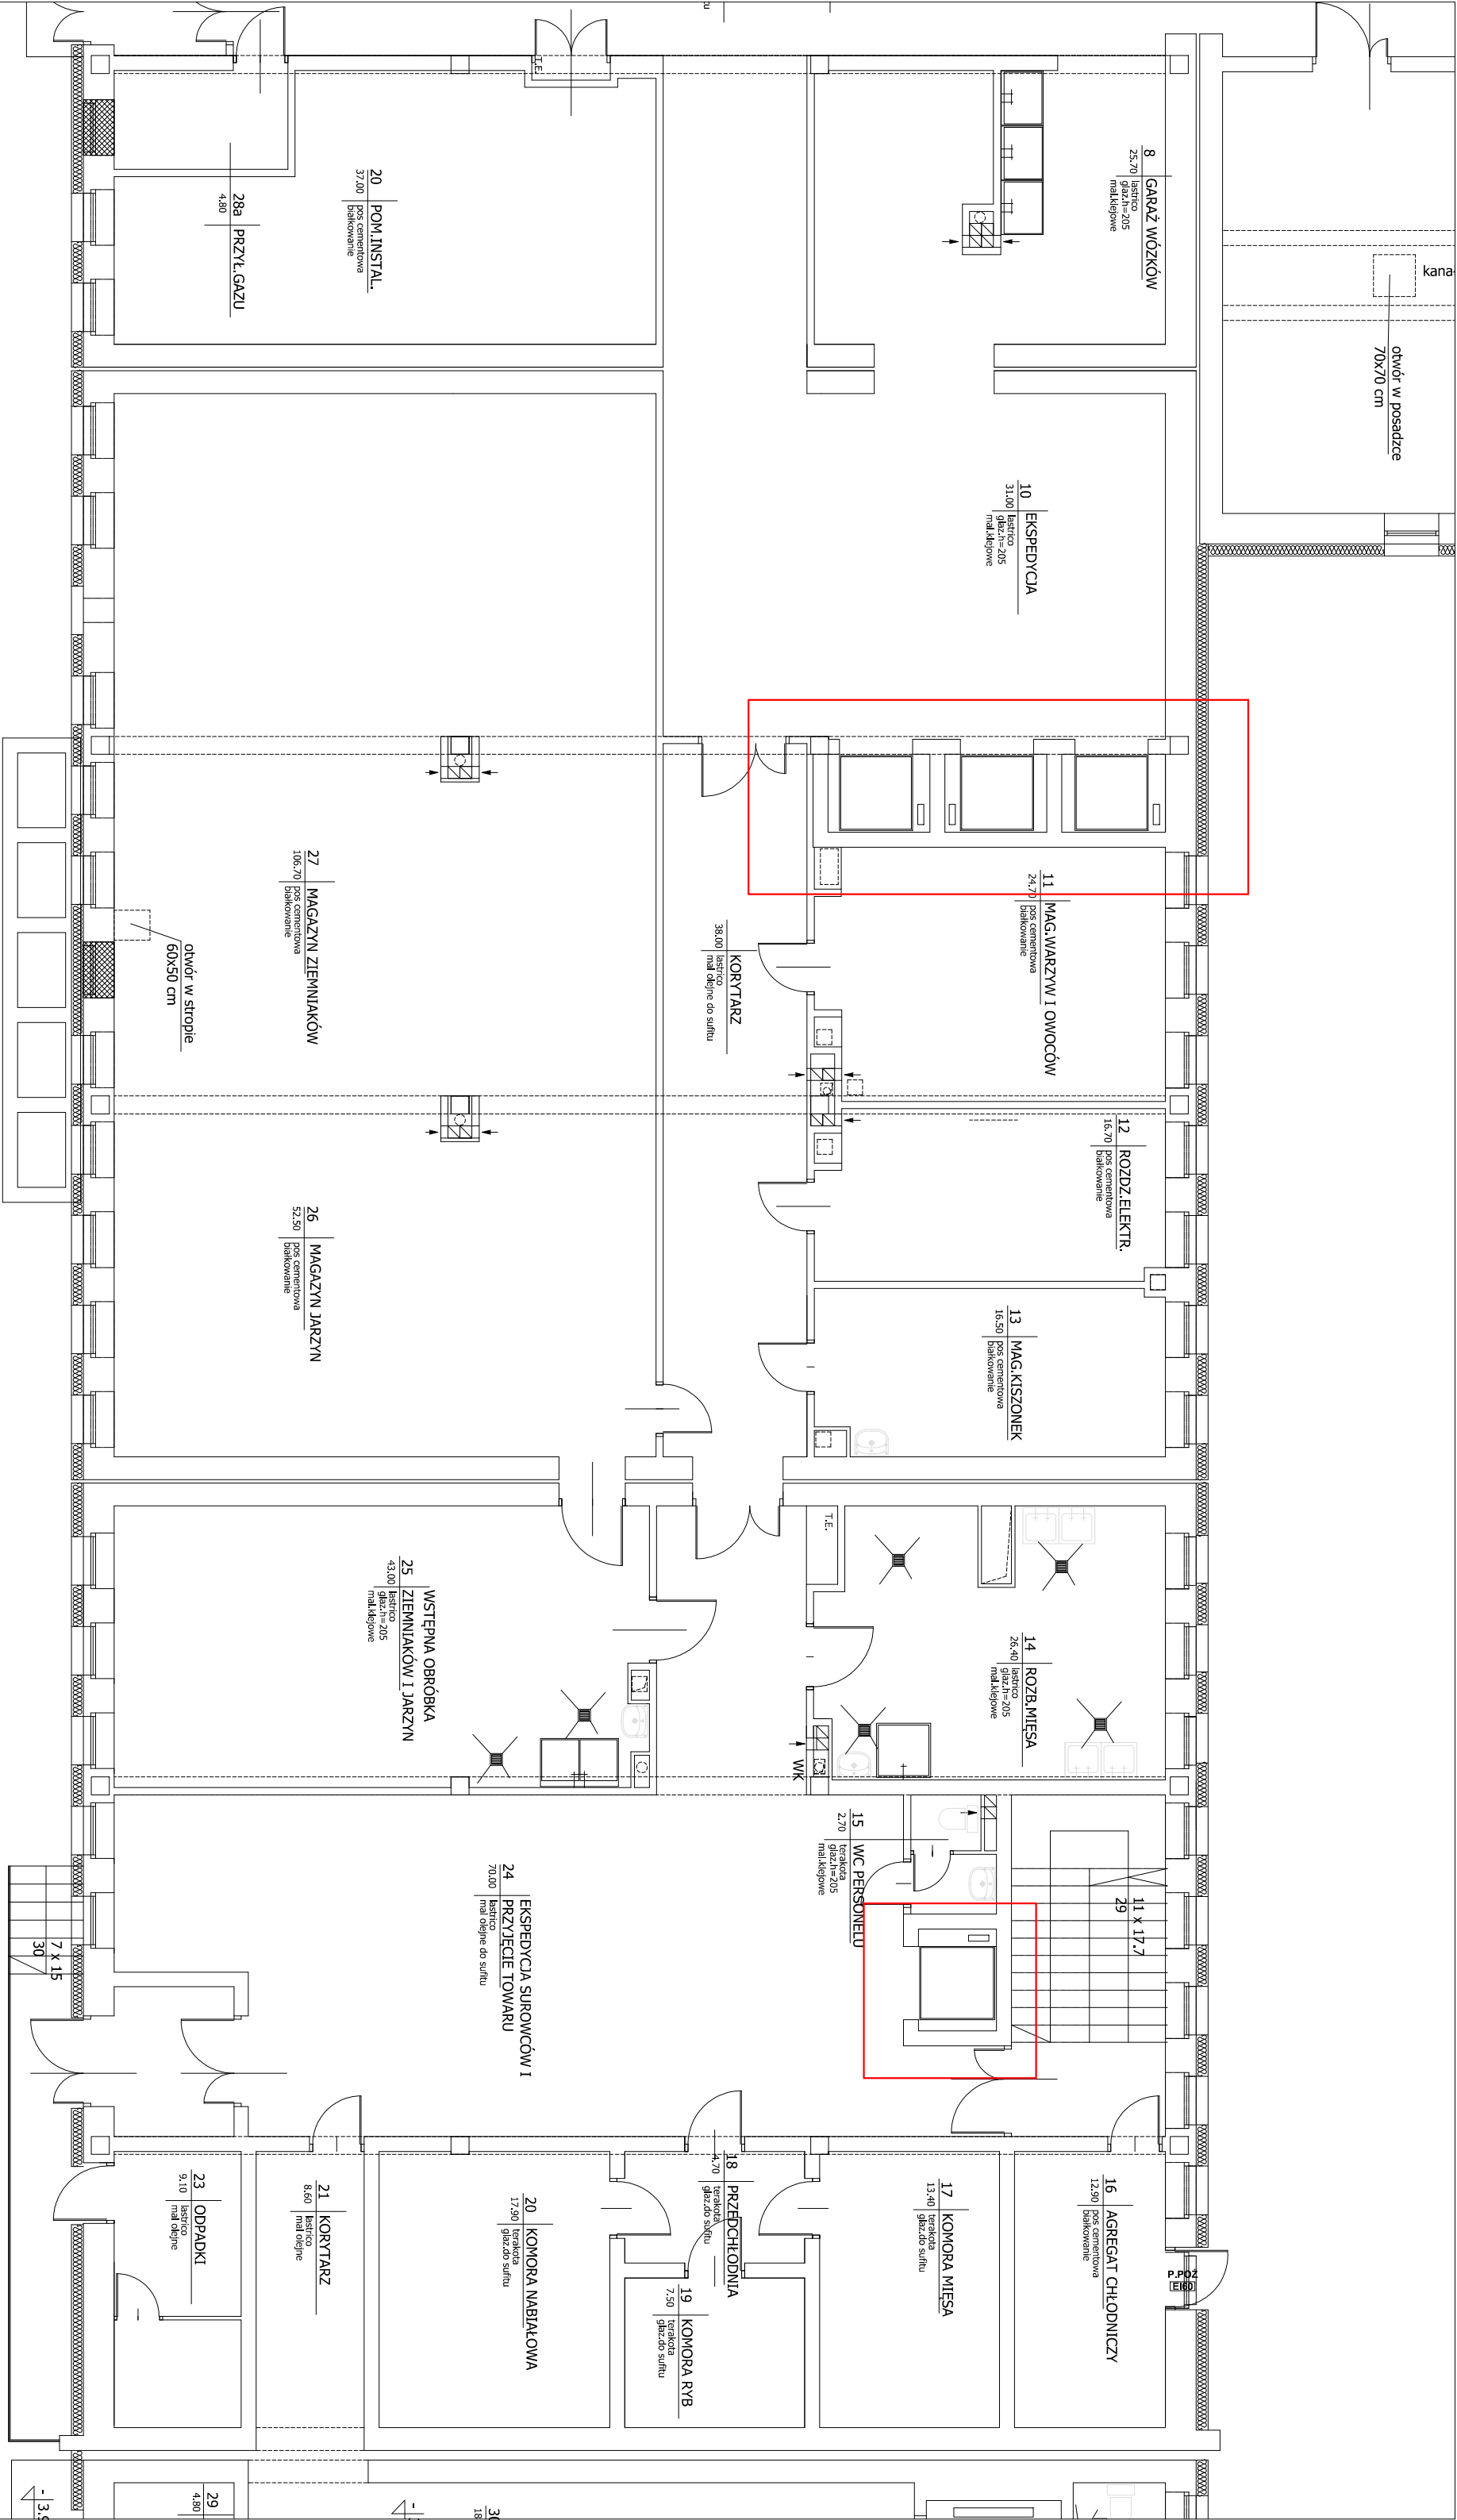 kana
otwór w posadzce
70x70 cm
8 GARAŻ WÓZKÓW
25.70 lastrico
glaz.h=205
mal.klejowe
T.E.
20 POM.INSTAL.
37.00 pos cementowa
białkowanie
28a PRZYŁ.GAZU
4.80
10 EKSPEDYCJA
31.00 lastrico
glaz.h=205
mal.klejowe
11 MAG.WARZYW I OWOCÓW
24.70 pos cementowa
białkowanie
KORYTARZ
38.00 lastrico
mal olejne do sufitu
27 MAGAZYN ZIEMNIAKÓW
106.70 pos cementowa
białkowanie
otwór w stropie
60x50 cm
12 ROZDZ.ELEKTR.
16.70 pos cementowa
białkowanie
13 MAG.KISZONEK
16.50 pos cementowa
białkowanie
26 MAGAZYN JARZYN
52.50 pos cementowa
białkowanie
T.E.
14 ROZB.MIĘSA
26.40 lastrico
glaz.h=205
mal.klejowe
WK
WSTĘPNA OBRÓBKA
25 ZIEMNIAKÓW I JARZYN
43.00 lastrico
glaz.h=205
mal.klejowe
15 WC PERSONELU
2.70 terakota
glaz.h=205
mal.klejowe
11 x 17.7
29
EKSPEDYCJA SUROWCÓW I
24 PRZYJĘCIE TOWARU
70.00 lastrico
mal olejne do sufitu
7 x 15
30
16 AGREGAT CHŁODNICZY
12.90 pos cementowa
białkowanie
P.POŻ
EI60
17 KOMORA MIĘSA
13.40 terakota
glaz.do sufitu
18 PRZEDCHŁODNIA
4.70 terakota
glaz.do sufitu
19 KOMORA RYB
7.50 terakota
glaz.do sufitu
20 KOMORA NABIAŁOWA
17.90 terakota
glaz.do sufitu
21 KORYTARZ
8.60 lastrico
mal olejne
23 ODPADKI
9.10 lastrico
mal olejne
29
4.80